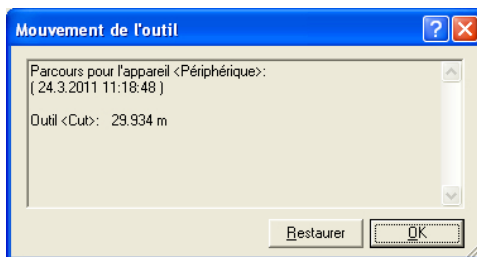 Mouvement de l'outil
Parcours pour l'appareil <Périphérique>:
( 24.3.2011 11:18:48 )
Outil <Cut>: 29.934 m
Restaurer
OK